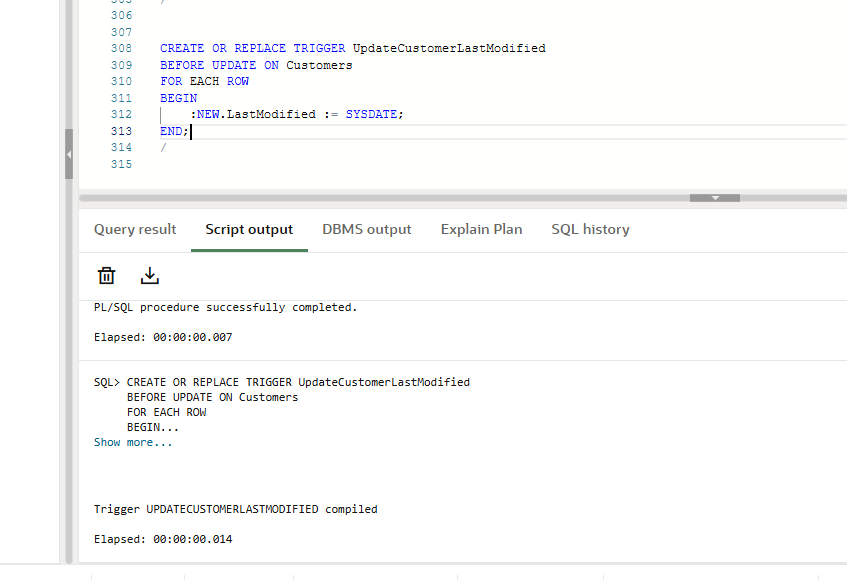 305 /
306
307
308 CREATE OR REPLACE TRIGGER UpdateCustomerLastModified
309 BEFORE UPDATE ON Customers
310 FOR EACH ROW
311 BEGIN
312 :NEW.LastModified := SYSDATE;
313 END;
314 /
315
Query result Script output DBMS output Explain Plan SQL history
PL/SQL procedure successfully completed.
Elapsed: 00:00:00.007
SQL> CREATE OR REPLACE TRIGGER UpdateCustomerLastModified
BEFORE UPDATE ON Customers
FOR EACH ROW
BEGIN...
Show more...
Trigger UPDATECUSTOMERLASTMODIFIED compiled
Elapsed: 00:00:00.014